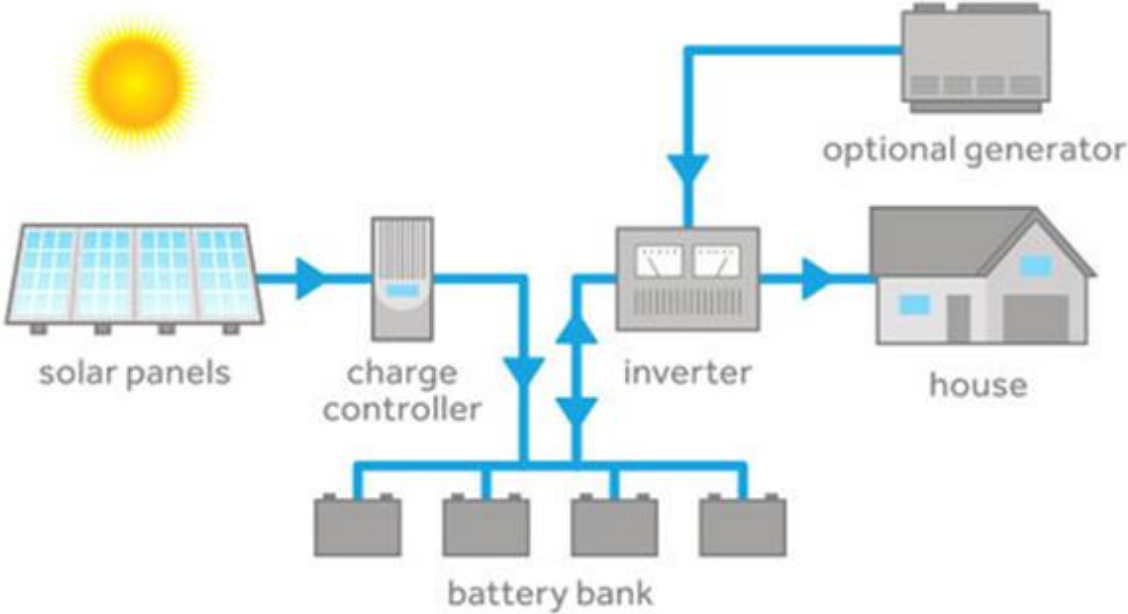 optional generator
solar panels
charge
controller
inverter
house
battery bank